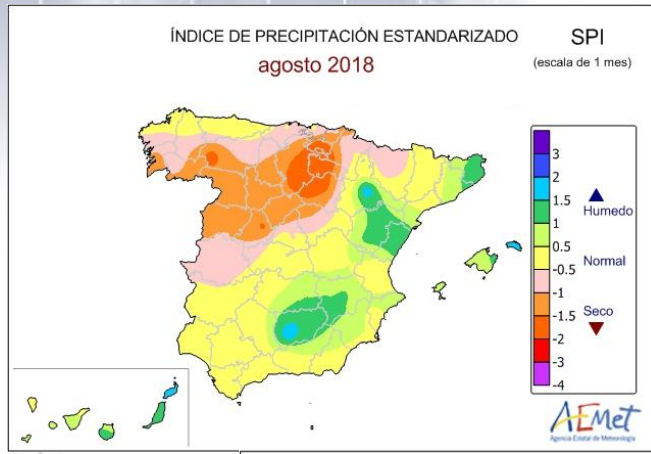 ÍNDICE DE PRECIPITACIÓN ESTANDARIZADO
agosto 2018
SPI
(escala de 1 mes)
3
2
1.5
1
0.5
-0.5
-1
-1.5
-2
-3
-4
Humedo
Normal
Seco
AEMet
Agencia Estatal de Meteorología